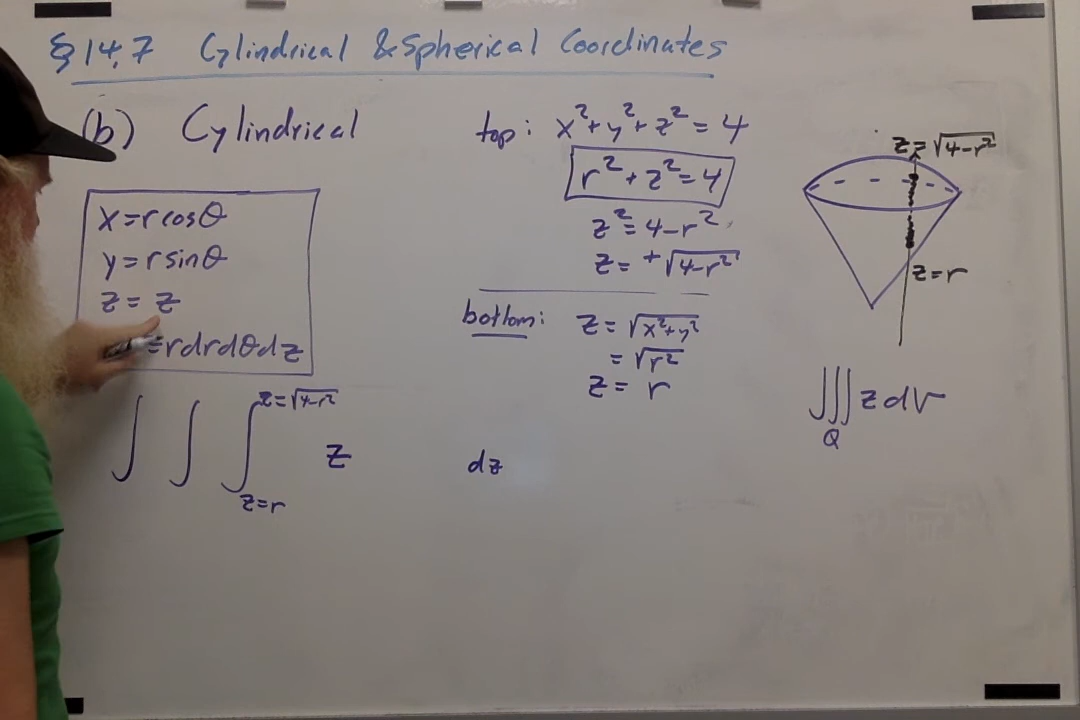 § 14.7 Cylindrical & Spherical Coordinates
(b) Cylindrical
x = r cosθ
y = r sinθ
z = z
= r dr dθ dz
∫ ∫ ∫_{z=r}^{z=√(4-r²)} z dz
top: x² + y² + z² = 4
r² + z² = 4
z² = 4 - r²
z = +√(4-r²)
bottom: z = √(x²+y²)
= √(r²)
z = r
z = √(4-r²)
z = r
∭_Q z dV